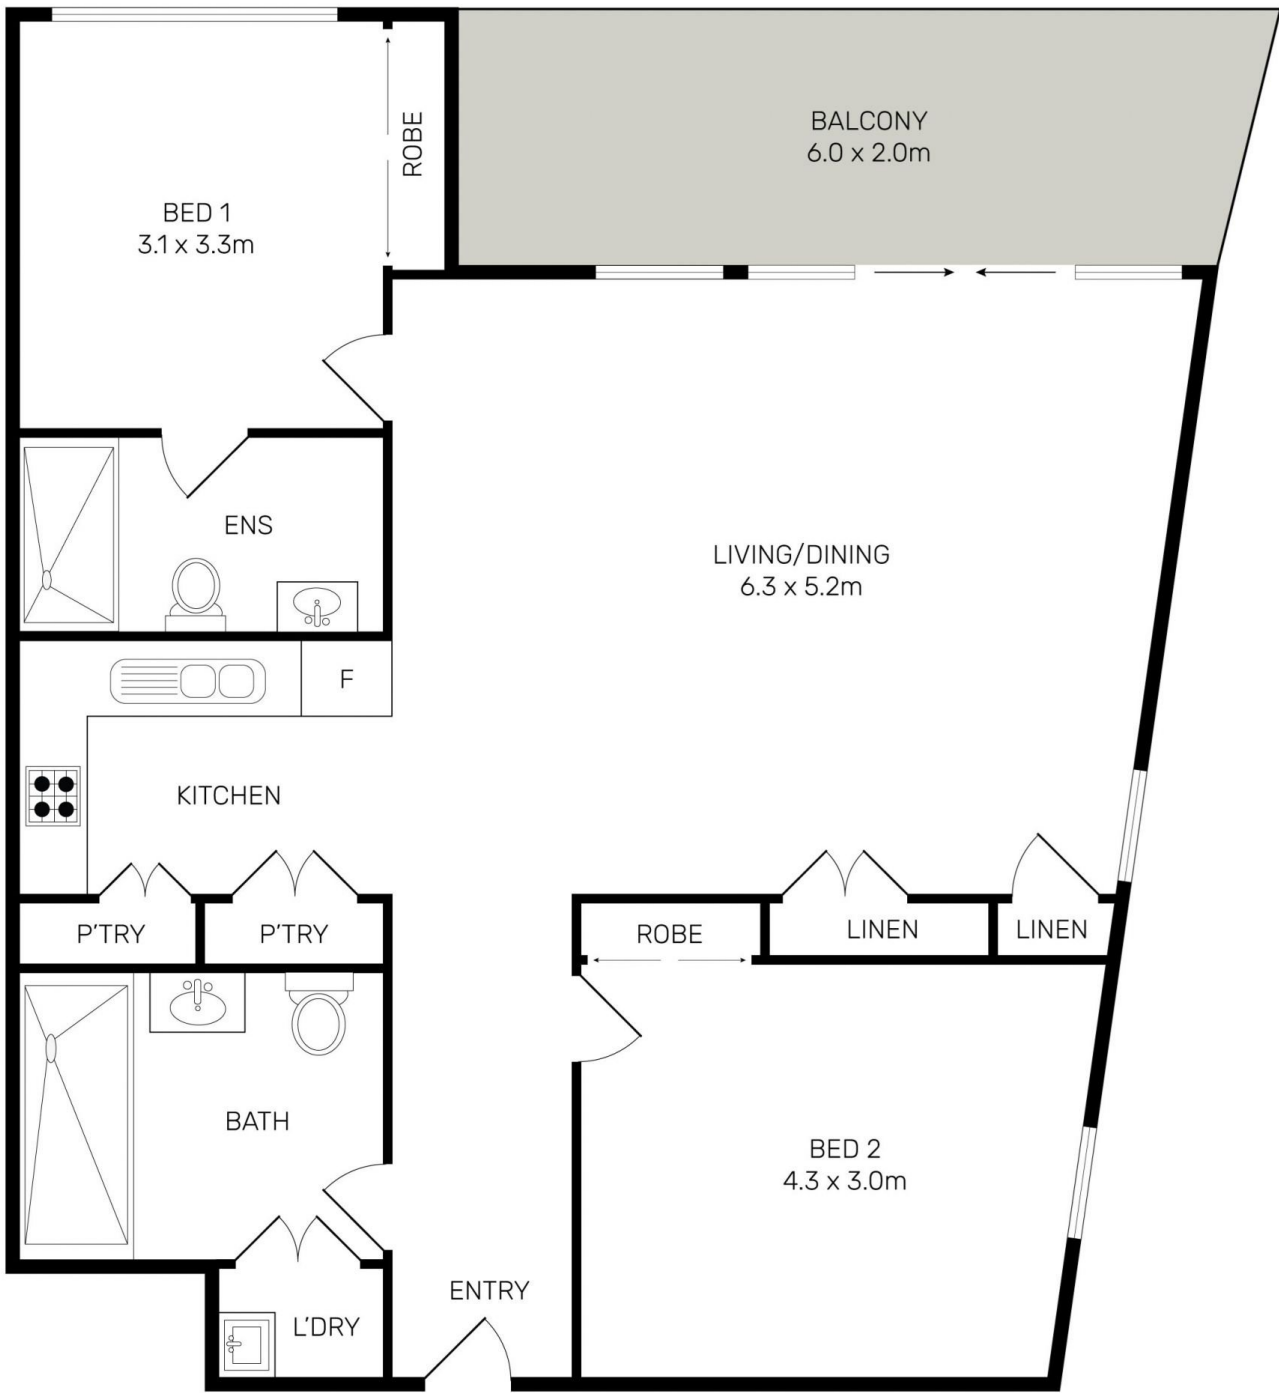 BALCONY
6.0 x 2.0m
ROBE
BED 1
3.1 x 3.3m
ENS
LIVING/DINING
6.3 x 5.2m
F
KITCHEN
P'TRY
P'TRY
ROBE
LINEN
LINEN
BATH
BED 2
4.3 x 3.0m
ENTRY
L'DRY